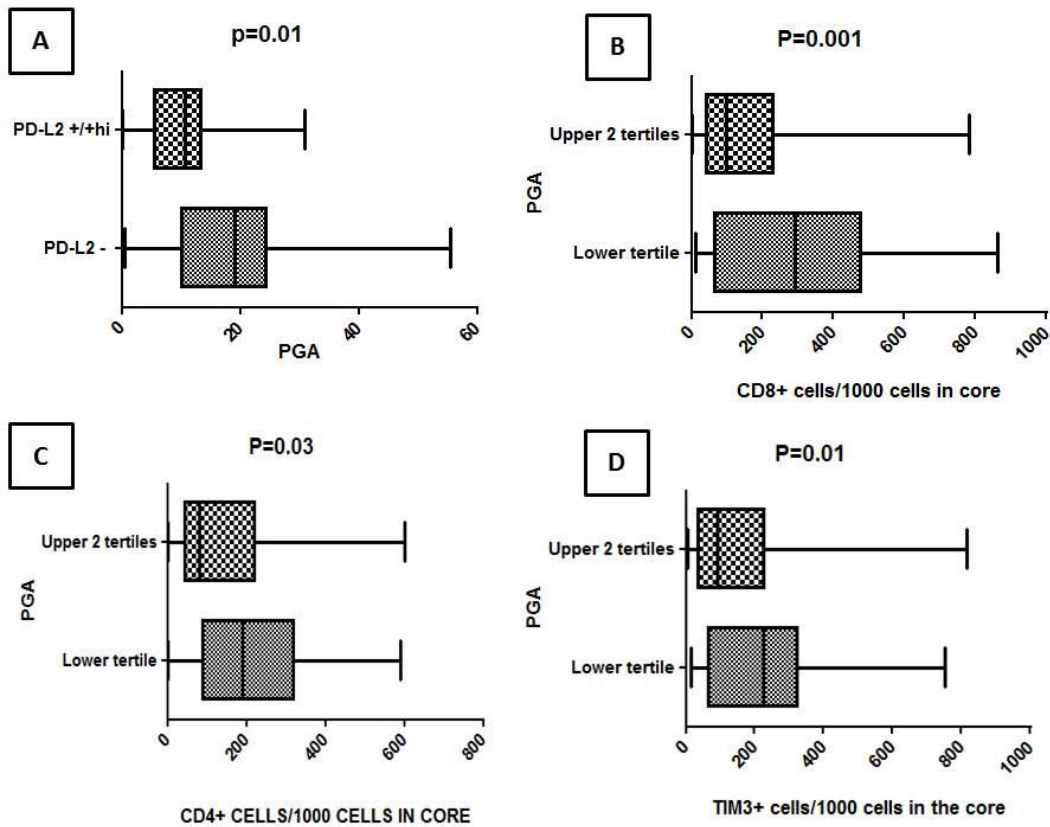 A
p=0.01
PD-L2 +/+hi
PD-L2 -
0 20 40 60
PGA
B
P=0.001
PGA
Upper 2 tertiles
Lower tertile
0 200 400 600 800 1000
CD8+ cells/1000 cells in core
C
P=0.03
PGA
Upper 2 tertiles
Lower tertile
0 200 400 600 800
CD4+ CELLS/1000 CELLS IN CORE
D
P=0.01
PGA
Upper 2 tertiles
Lower tertile
0 200 400 600 800 1000
TIM3+ cells/1000 cells in the core